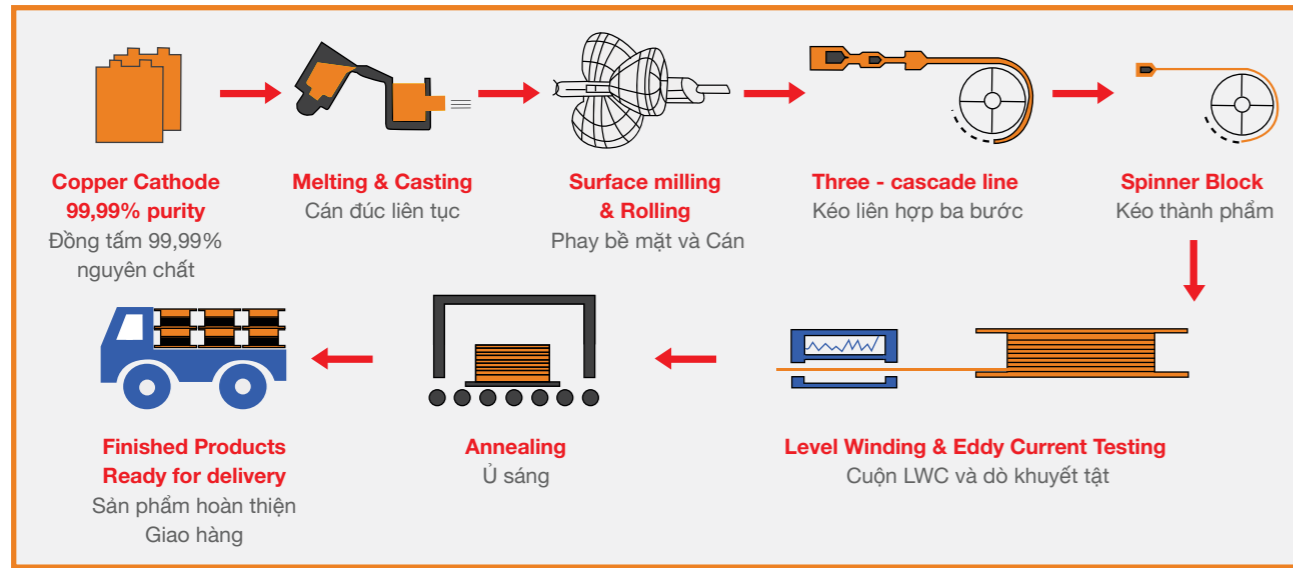 Copper Cathode
99,99% purity
Đồng tấm 99,99%
nguyên chất
Melting & Casting
Cán đúc liên tục
Surface milling
& Rolling
Phay bề mặt và Cán
Three - cascade line
Kéo liên hợp ba bước
Spinner Block
Kéo thành phẩm
Finished Products
Ready for delivery
Sản phẩm hoàn thiện
Giao hàng
Annealing
Ủ sáng
Level Winding & Eddy Current Testing
Cuộn LWC và dò khuyết tật